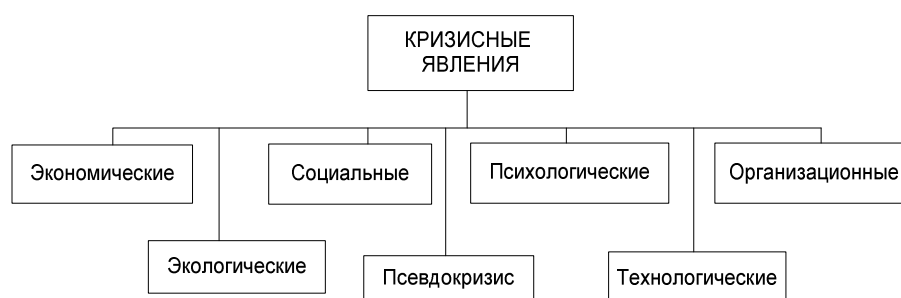 КРИЗИСНЫЕ
ЯВЛЕНИЯ
Экономические
Социальные
Психологические
Организационные
Экологические
Псевдокризис
Технологические